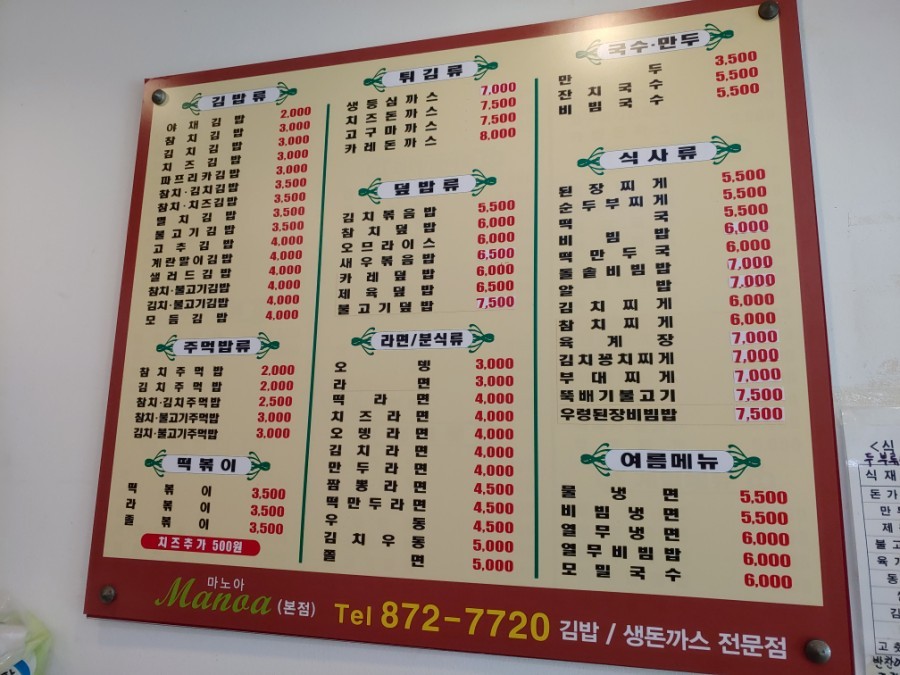 김밥류
야재김밥 2,000
참치김밥 3,000
김치김밥 3,000
치즈김밥 3,000
파프리카김밥 3,000
참치·김치김밥 3,500
참치·치즈김밥 3,500
멸치김밥 3,500
불고기김밥 3,500
고추김밥 4,000
계란말이김밥 4,000
샐러드김밥 4,000
참치·불고기김밥 4,000
김치·불고기김밥 4,000
모듬김밥 4,000
주먹밥류
참치주먹밥 2,000
김치주먹밥 2,000
참치·김치주먹밥 2,500
참치·불고기주먹밥 3,000
김치·불고기주먹밥 3,000
떡볶이
떡볶이 3,500
라볶이 3,500
쫄볶이 3,500
치즈추가 500원
튀김류
생등심까스 7,000
치즈돈까스 7,500
고구마까스 7,500
카레돈까스 8,000
덮밥류
김치볶음밥 5,500
참치덮밥 6,000
오므라이스 6,000
새우볶음밥 6,500
카레덮밥 6,000
제육덮밥 6,500
불고기덮밥 7,500
라면/분식류
오뎅 3,000
라면 3,000
떡라면 4,000
치즈라면 4,000
오뎅라면 4,000
김치라면 4,000
만두라면 4,000
짬뽕라면 4,500
떡만두라면 4,500
우동 4,500
김치우동 5,000
쫄면 5,000
국수·만두
만두 3,500
잔치국수 5,500
비빔국수 5,500
식사류
된장찌게 5,500
순두부찌게 5,500
떡국 5,500
비빔밥 6,000
떡만두국 6,000
돌솥비빔밥 7,000
알밥 7,000
김치찌게 6,000
참치찌게 6,000
육계장 7,000
김치꽁치찌게 7,000
부대찌게 7,000
뚝배기불고기 7,500
우렁된장비빔밥 7,500
여름메뉴
물냉면 5,500
비빔냉면 5,500
열무냉면 6,000
열무비빔밥 6,000
모밀국수 6,000
마노아
Manoa (본점) Tel 872-7720 김밥 / 생돈까스 전문점
<식
식재
돈가
만두
제
불고
육개
동
김
고춧